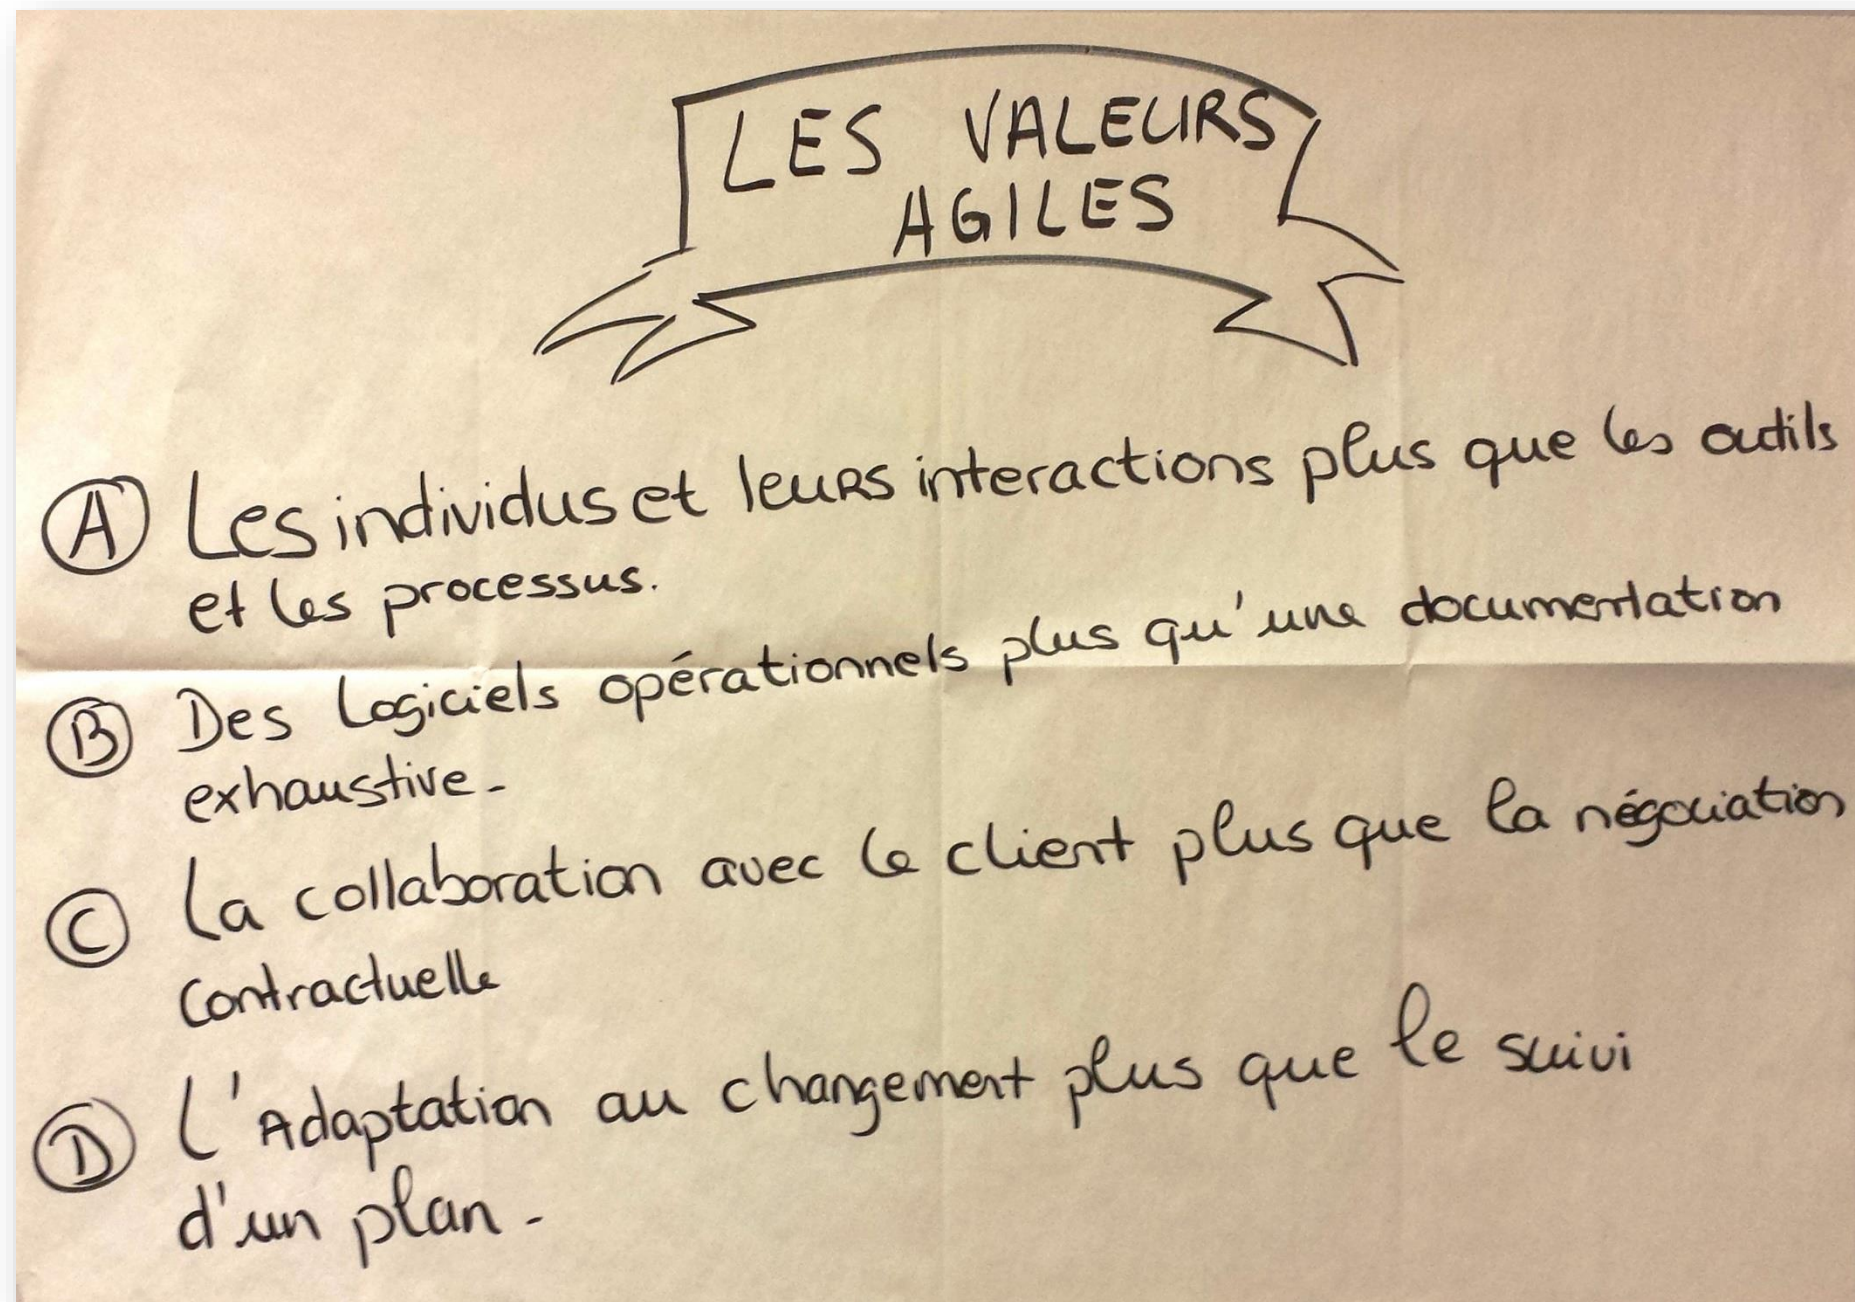 LES VALEURS
AGILES
A Les individus et leurs interactions plus que les outils
et les processus.
B Des logiciels opérationnels plus qu'une documentation
exhaustive.
C La collaboration avec le client plus que la négociation
contractuelle
D L'Adaptation au changement plus que le suivi
d'un plan.